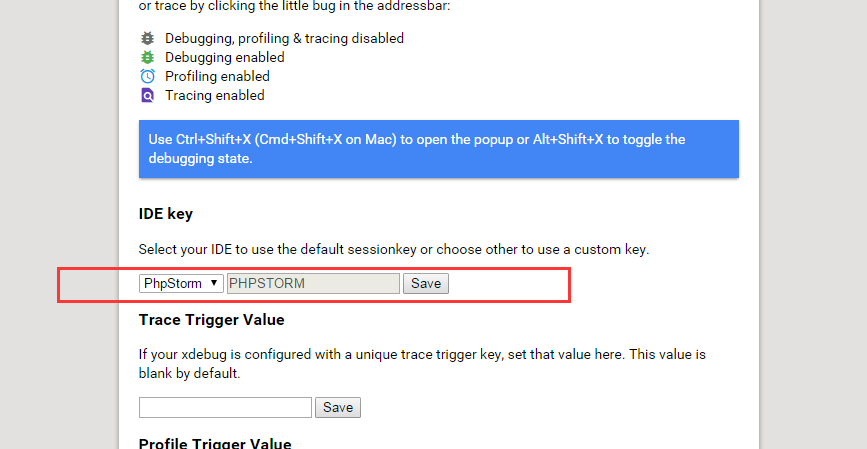 or trace by clicking the little bug in the addressbar:
Debugging, profiling & tracing disabled
Debugging enabled
Profiling enabled
Tracing enabled
Use Ctrl+Shift+X (Cmd+Shift+X on Mac) to open the popup or Alt+Shift+X to toggle the
debugging state.
IDE key
Select your IDE to use the default sessionkey or choose other to use a custom key.
PhpStorm PHPSTORM Save
Trace Trigger Value
If your xdebug is configured with a unique trace trigger key, set that value here. This value is
blank by default.
Save
Profile Trigger Value